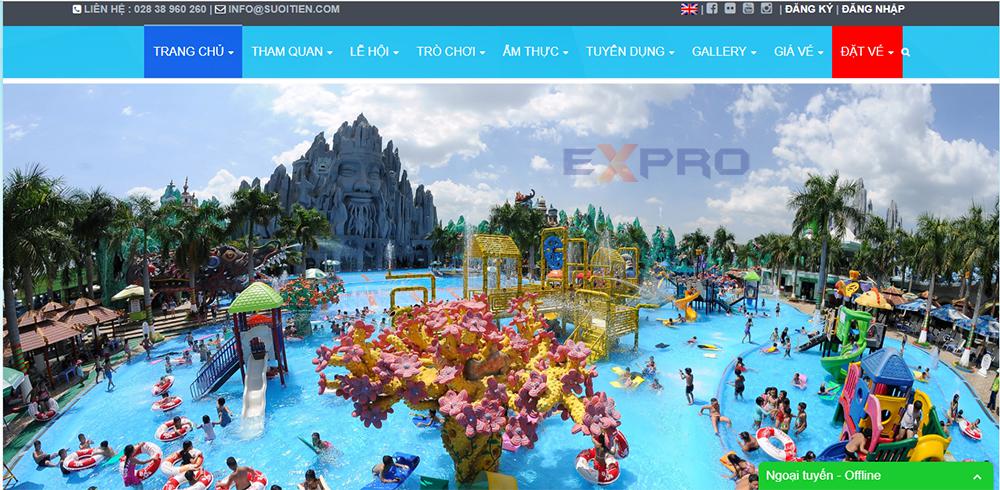 LIÊN HỆ : 028 38 960 260 | INFO@SUOITIEN.COM | ĐĂNG KÝ | ĐĂNG NHẬP
TRANG CHỦ THAM QUAN LỄ HỘI TRÒ CHƠI ẨM THỰC TUYỂN DỤNG GALLERY GIÁ VÉ ĐẶT VÉ
EXPRO
Ngoại tuyến - Offline